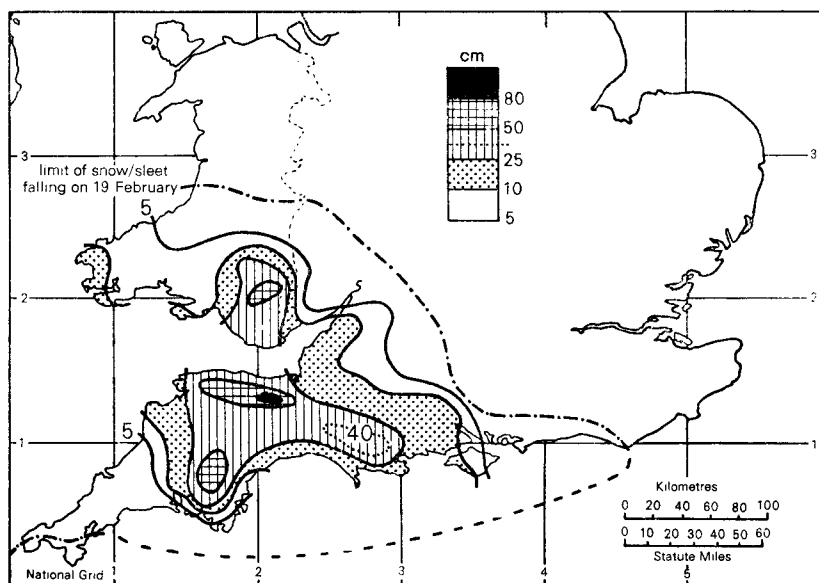 cm
80
50
25
10
5
3
3
limit of snow/sleet
falling on 19 February
5
2
2
1
40
1
5
Kilometres
0 20 40 60 80 100
0 10 20 30 40 50 60
Statute Miles
National Grid
1
2
3
4
5